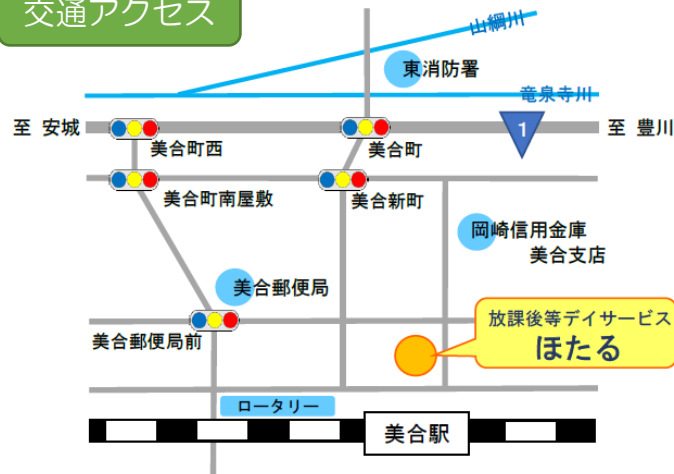 交通アクセス
山綱川
東消防署
竜泉寺川
至 安城
1
至 豊川
美合町西
美合町
美合町南屋敷
美合新町
岡崎信用金庫
美合支店
美合郵便局
放課後等デイサービス
ほたる
美合郵便局前
ロータリー
美合駅